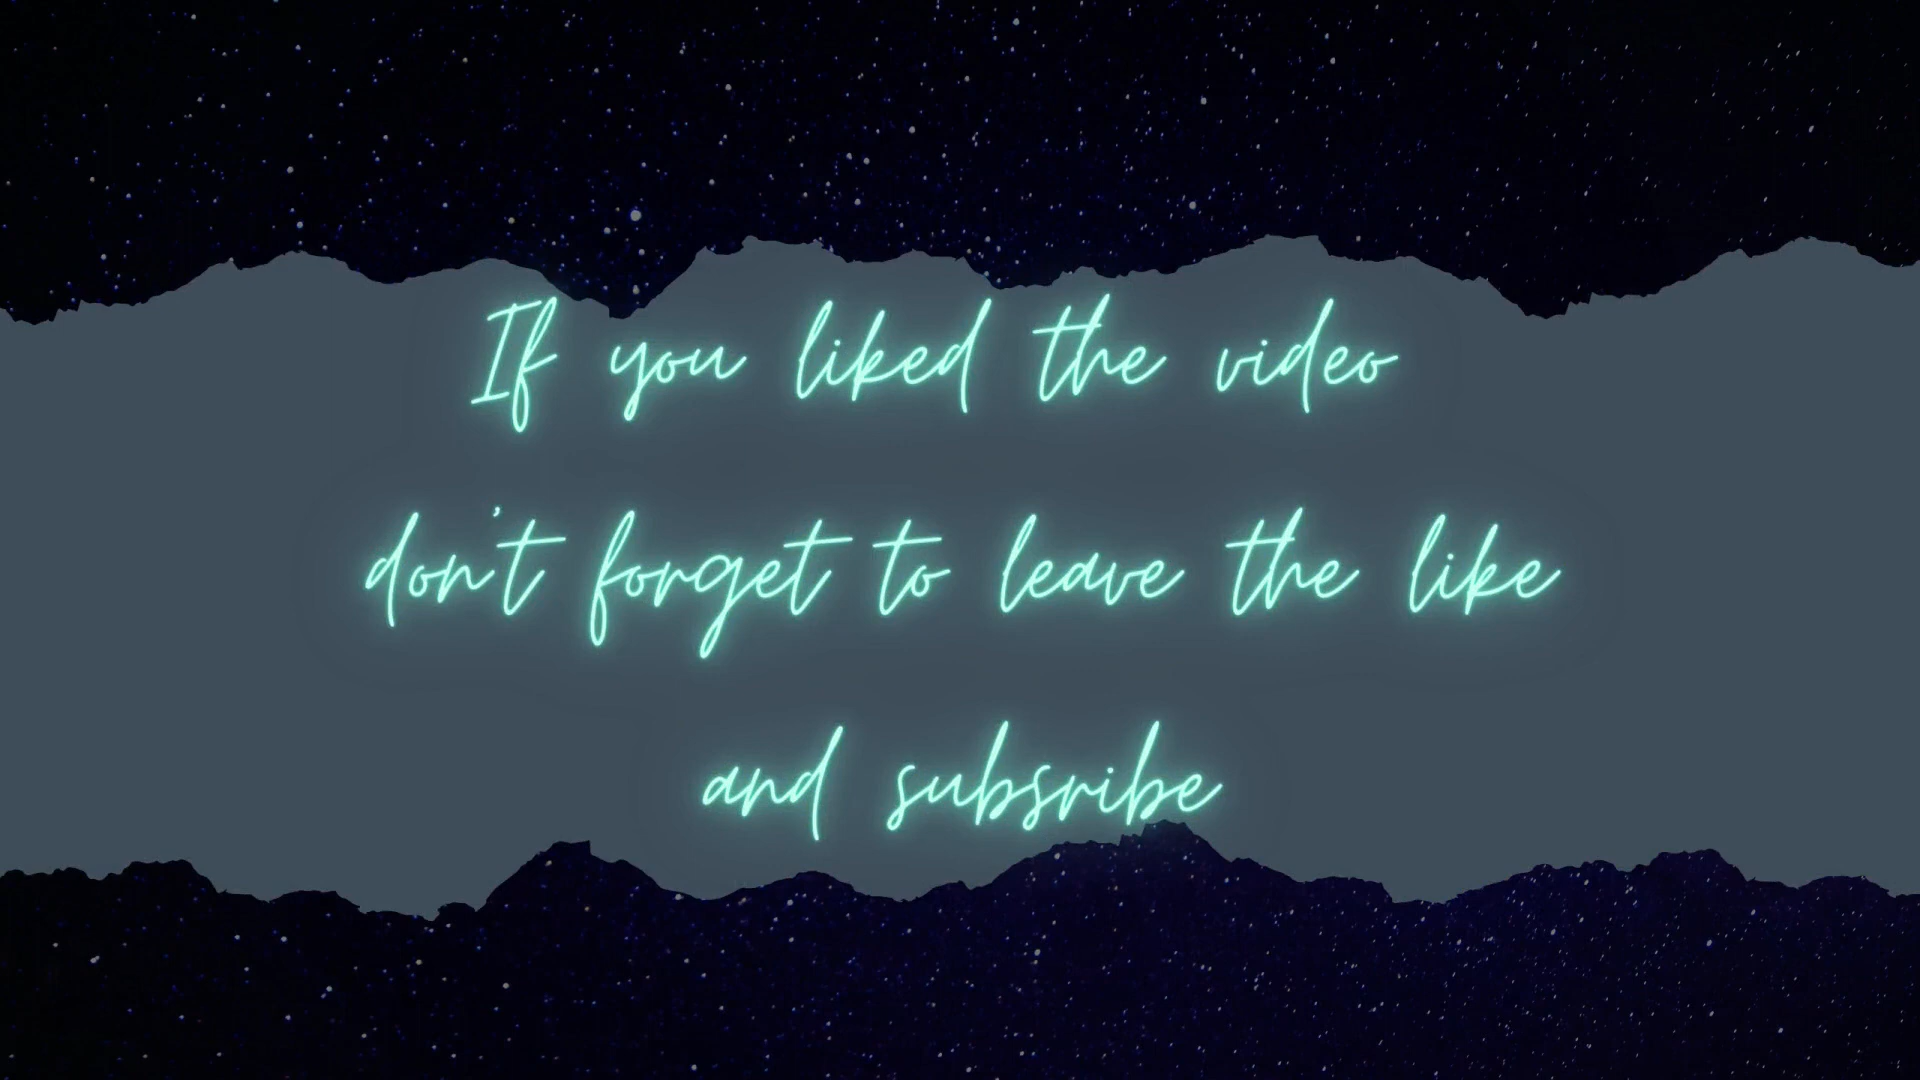 If you liked the video
don't forget to leave the like
and subsribe